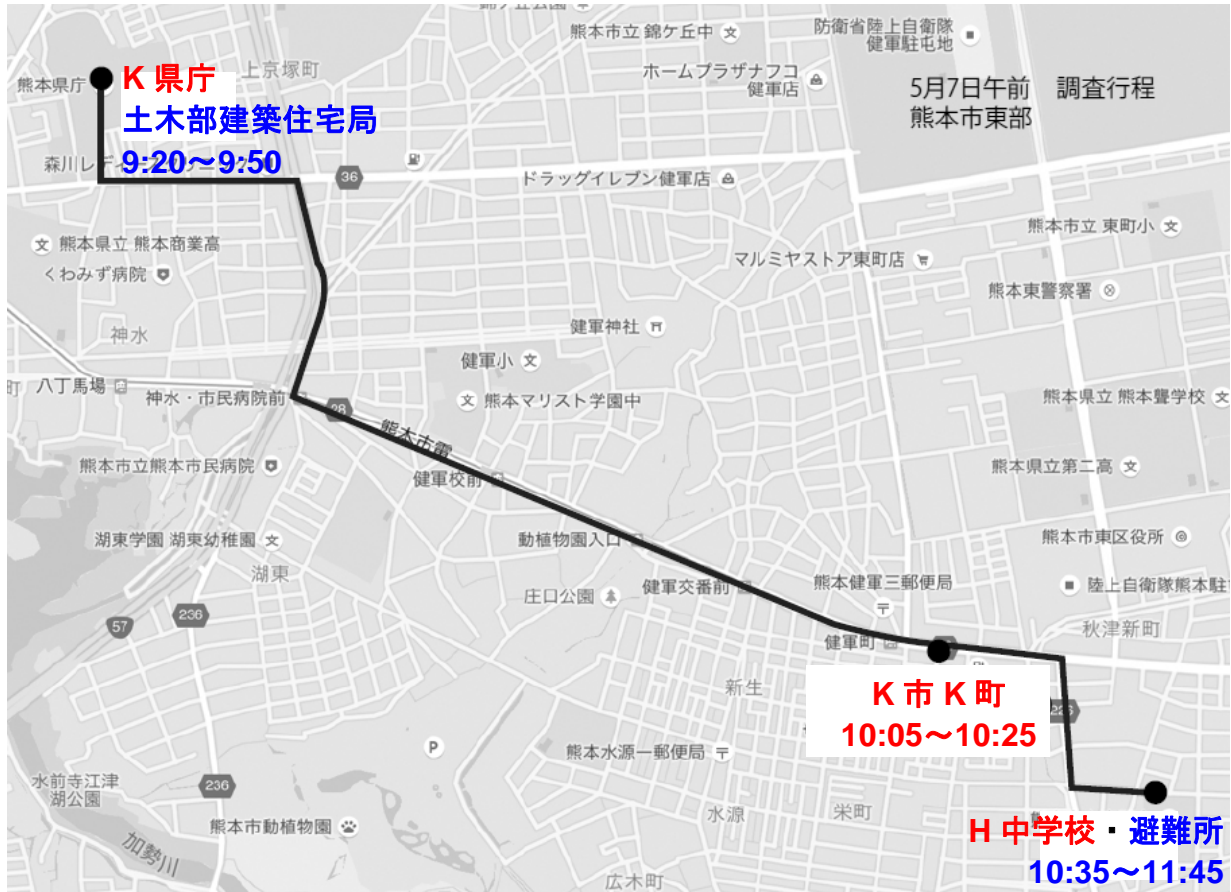 錦ケ丘公園
熊本市立 錦ケ丘中
防衛省陸上自衛隊
健軍駐屯地
熊本県庁
K 県庁
上京塚町
ホームプラザナフコ
健軍店
5月7日午前 調査行程
熊本市東部
土木部建築住宅局
9:20～9:50
森川レディ
36
ドラッグイレブン健軍店
熊本県立 熊本商業高
熊本市立 東町小
くわみず病院
マルミヤストア東町店
熊本東警察署
神水
健軍神社
健軍小
町
八丁馬場
神水・市民病院前
28
熊本マリスト学園中
熊本県立 熊本聾学校
熊本市電
熊本市立熊本市民病院
健軍校前
熊本県立第二高
湖東学園 湖東幼稚園
動植物園入口
熊本市東区役所
湖東
庄口公園
健軍交番前
熊本健軍三郵便局
陸上自衛隊熊本駐
236
57
秋津新町
健軍町
新生
K 市 K 町
10:05～10:25
226
P
熊本水源一郵便局
水前寺江津
湖公園
236
水源
栄町
熊本市動植物園
H 中学校・避難所
10:35～11:45
加勢川
広木町